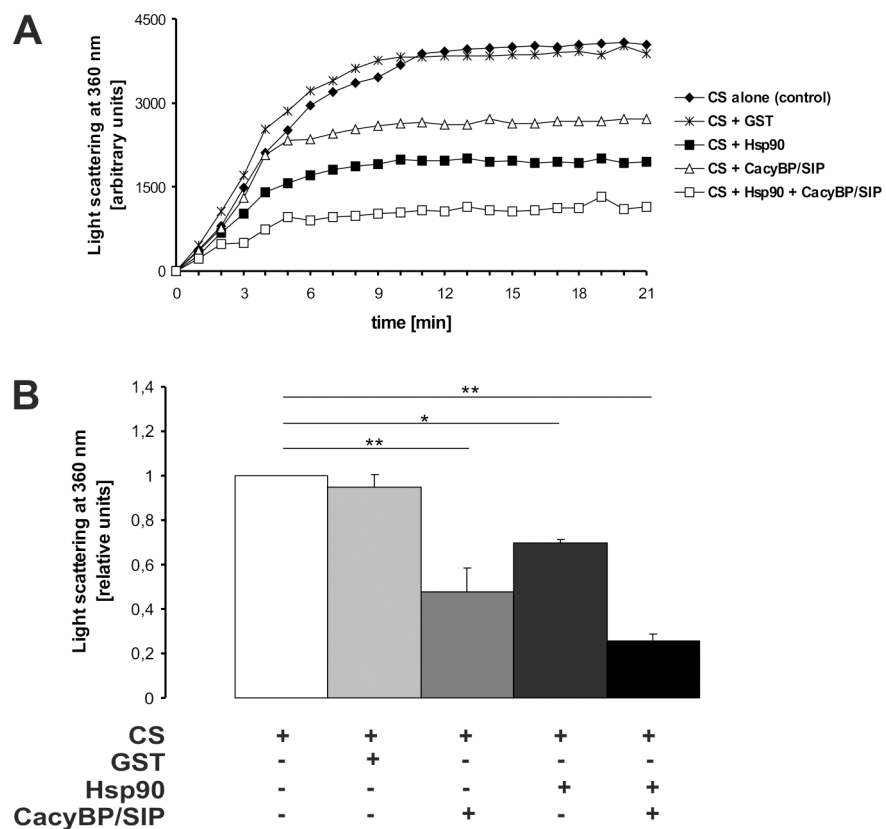 A
Light scattering at 360 nm
[arbitrary units]
4500
3000
1500
0
0 3 6 9 12 15 18 21
time [min]
CS alone (control)
CS + GST
CS + Hsp90
CS + CacyBP/SIP
CS + Hsp90 + CacyBP/SIP
B
Light scattering at 360 nm
[relative units]
1,4
1,2
1
0,8
0,6
0,4
0,2
0
**
*
**
CS + + + + +
GST - + - - -
Hsp90 - - - + +
CacyBP/SIP - - + - +